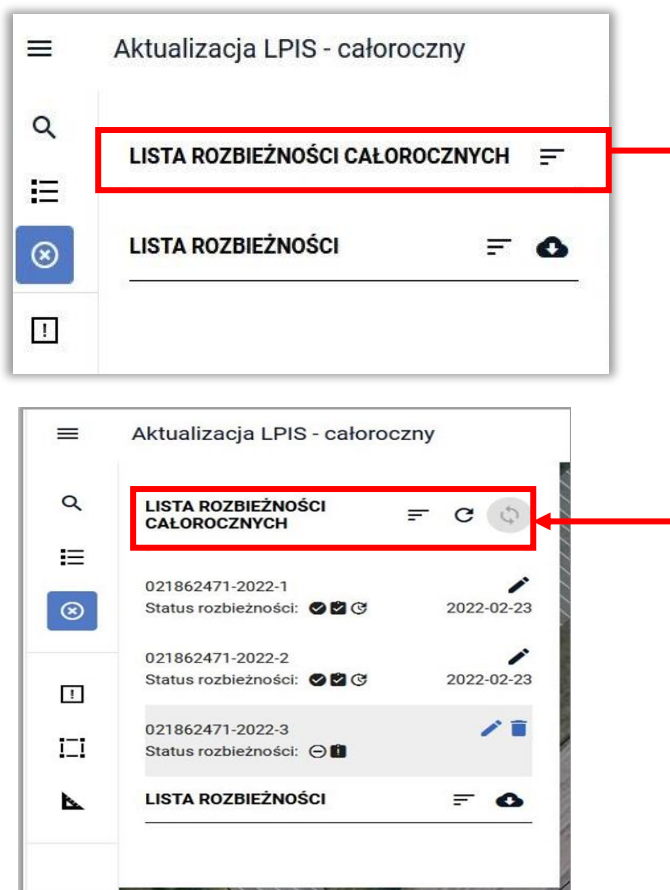 Aktualizacja LPIS - całoroczny
LISTA ROZBIEŻNOŚCI CAŁOROCZNYCH
LISTA ROZBIEŻNOŚCI
Aktualizacja LPIS - całoroczny
LISTA ROZBIEŻNOŚCI
CAŁOROCZNYCH
021862471-2022-1
Status rozbieżności: 2022-02-23
021862471-2022-2
Status rozbieżności: 2022-02-23
021862471-2022-3
Status rozbieżności:
LISTA ROZBIEŻNOŚCI